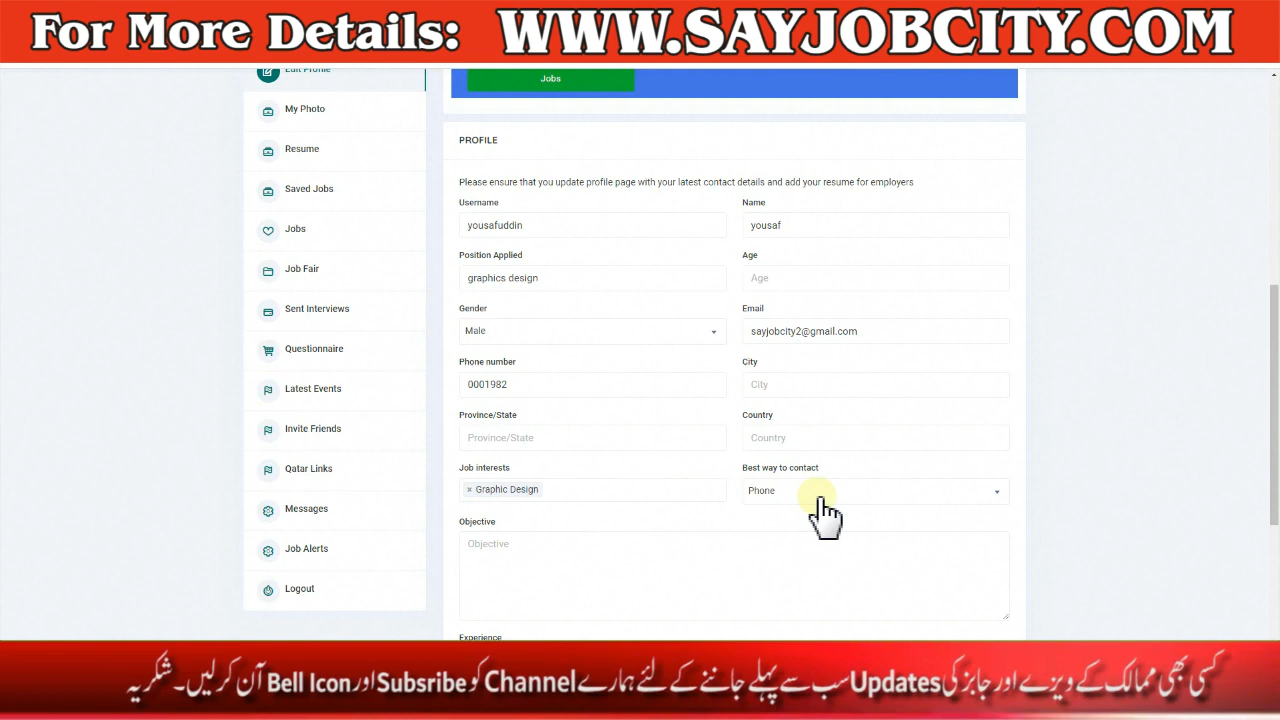 For More Details: WWW.SAYJOBCITY.COM
Edit Profile
My Photo
Resume
Saved Jobs
Jobs
Job Fair
Sent Interviews
Questionnaire
Latest Events
Invite Friends
Qatar Links
Messages
Job Alerts
Logout
Jobs
PROFILE
Please ensure that you update profile page with your latest contact details and add your resume for employers
Username
Name
yousafuddin
yousaf
Position Applied
Age
graphics design
Age
Gender
Email
Male
sayjobcity2@gmail.com
Phone number
City
0001982
City
Province/State
Country
Province/State
Country
Job interests
Best way to contact
× Graphic Design
Phone
Objective
Objective
Experience
کسی بھی ممالک کے ویزے اور جابز کی Updates سب سے پہلے جاننے کے لئے ہمارے Channel کو Subsribe اور Bell Icon آن کر لیں۔ شکریہ